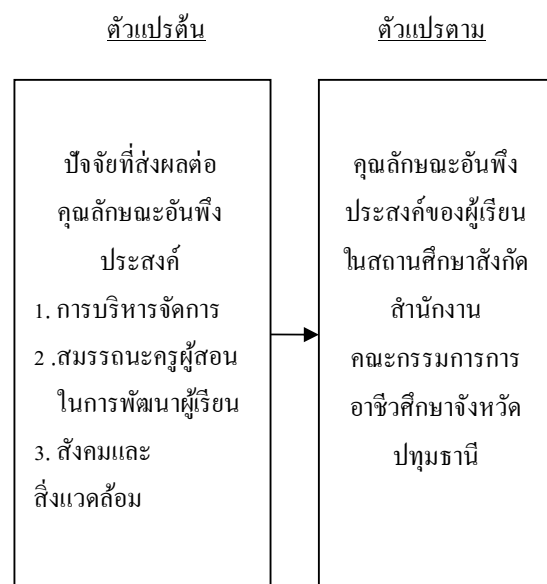 ตัวแปรต้น
ตัวแปรตาม
ปัจจัยที่ส่งผลต่อ
คุณลักษณะอันพึง
ประสงค์
1. การบริหารจัดการ
2 .สมรรถนะครูผู้สอน
ในการพัฒนาผู้เรียน
3. สังคมและ
สิ่งแวดล้อม
คุณลักษณะอันพึง
ประสงค์ของผู้เรียน
ในสถานศึกษาสังกัด
สำนักงาน
คณะกรรมการการ
อาชีวศึกษาจังหวัด
ปทุมธานี